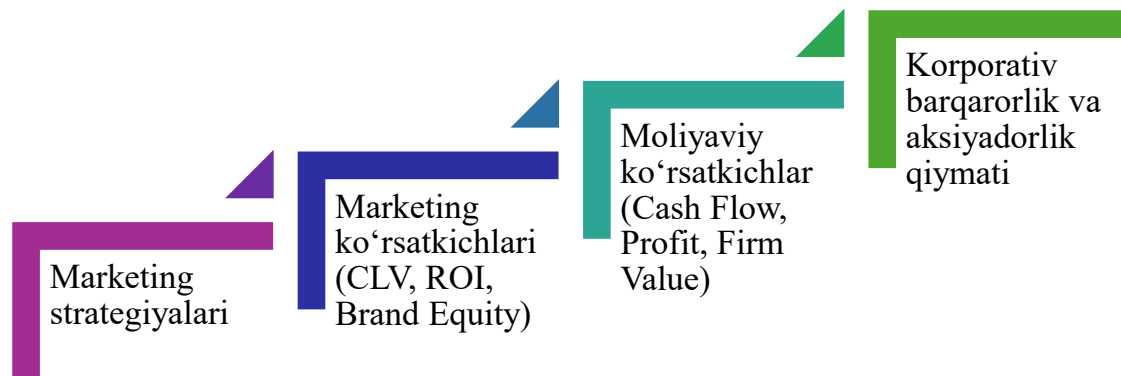 Marketing
strategiyalari
Marketing
ko‘rsatkichlari
(CLV, ROI,
Brand Equity)
Moliyaviy
ko‘rsatkichlar
(Cash Flow,
Profit, Firm
Value)
Korporativ
barqarorlik va
aksiyadorlik
qiymati